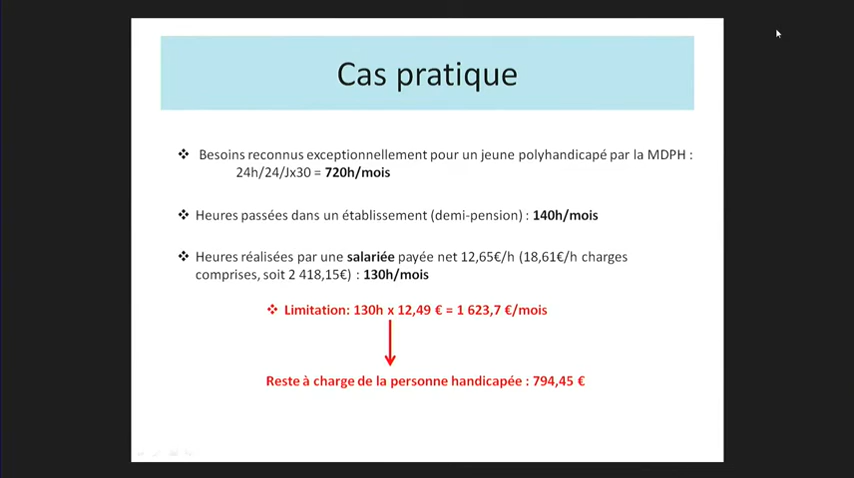 Cas pratique
❖ Besoins reconnus exceptionnellement pour un jeune polyhandicapé par la MDPH :
24h/24/Jx30 = 720h/mois
❖ Heures passées dans un établissement (demi-pension) : 140h/mois
❖ Heures réalisées par une salariée payée net 12,65€/h (18,61€/h charges
comprises, soit 2 418,15€) : 130h/mois
❖ Limitation: 130h x 12,49 € = 1 623,7 €/mois
Reste à charge de la personne handicapée : 794,45 €